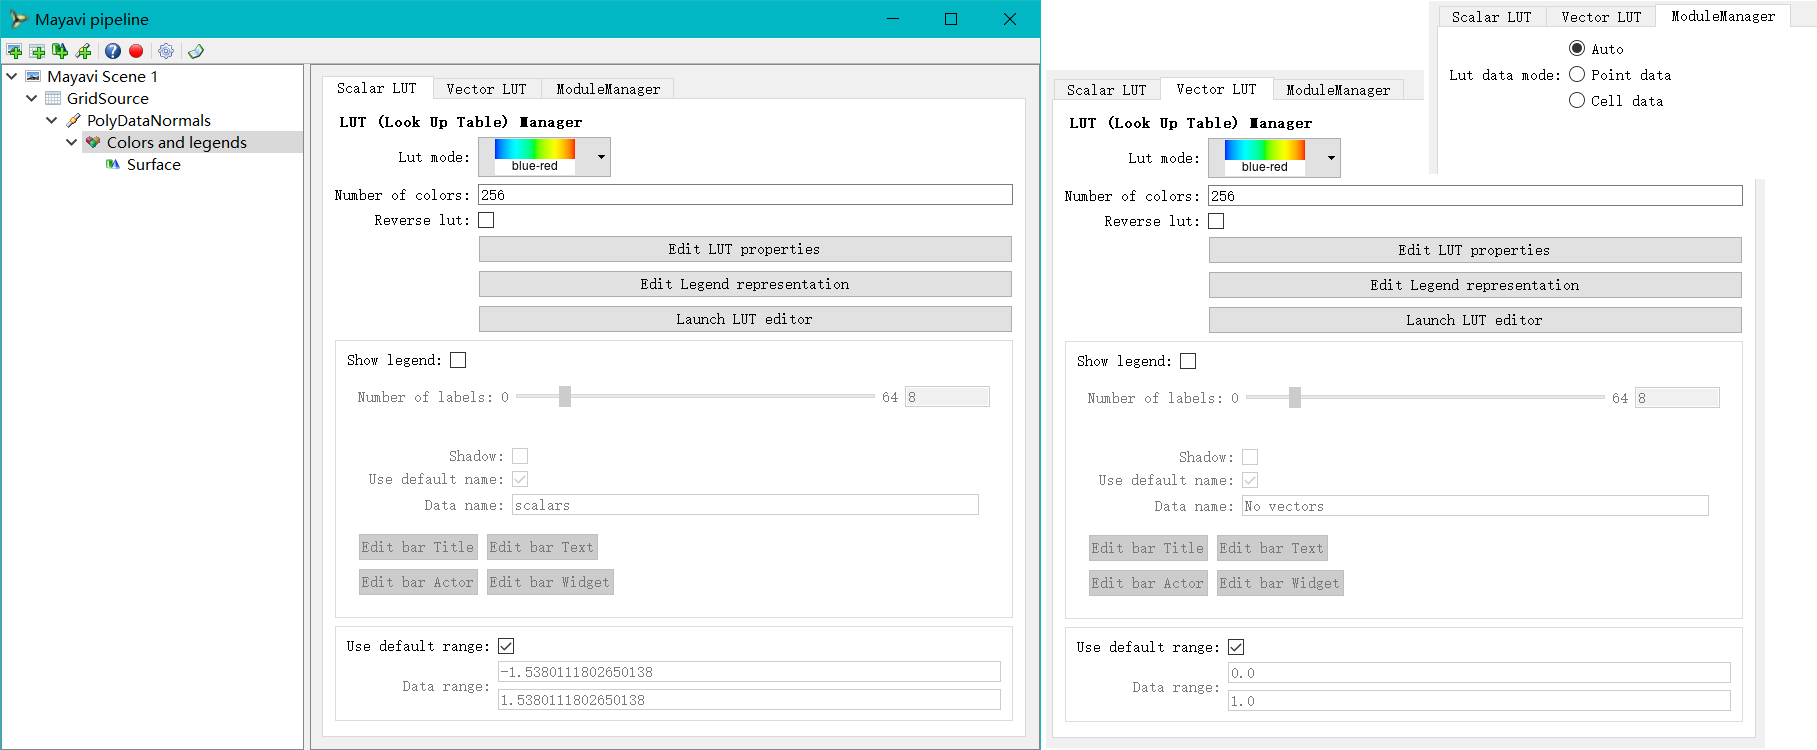 Mayavi pipeline
Mayavi Scene 1
GridSource
PolyDataNormals
Colors and legends
Surface
Scalar LUT Vector LUT ModuleManager
LUT (Look Up Table) Manager
Lut mode: blue-red
Number of colors: 256
Reverse lut:
Edit LUT properties
Edit Legend representation
Launch LUT editor
Show legend:
Number of labels: 0 64 8
Shadow:
Use default name:
Data name: scalars
Edit bar Title Edit bar Text
Edit bar Actor Edit bar Widget
Use default range:
-1.5380111802650138
Data range:
1.5380111802650138
Scalar LUT Vector LUT ModuleManager
LUT (Look Up Table) Manager
Lut mode: blue-red
Number of colors: 256
Reverse lut:
Edit LUT properties
Edit Legend representation
Launch LUT editor
Show legend:
Number of labels: 0 64 8
Shadow:
Use default name:
Data name: No vectors
Edit bar Title Edit bar Text
Edit bar Actor Edit bar Widget
Use default range:
0.0
Data range:
1.0
Scalar LUT Vector LUT ModuleManager
Auto
Lut data mode: Point data
Cell data